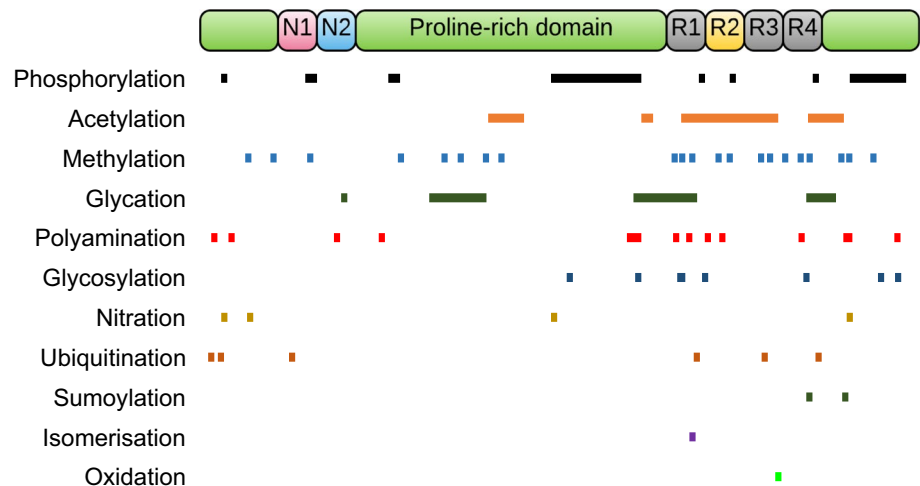 N1 N2 Proline-rich domain R1 R2 R3 R4
Phosphorylation
Acetylation
Methylation
Glycation
Polyamination
Glycosylation
Nitration
Ubiquitination
Sumoylation
Isomerisation
Oxidation